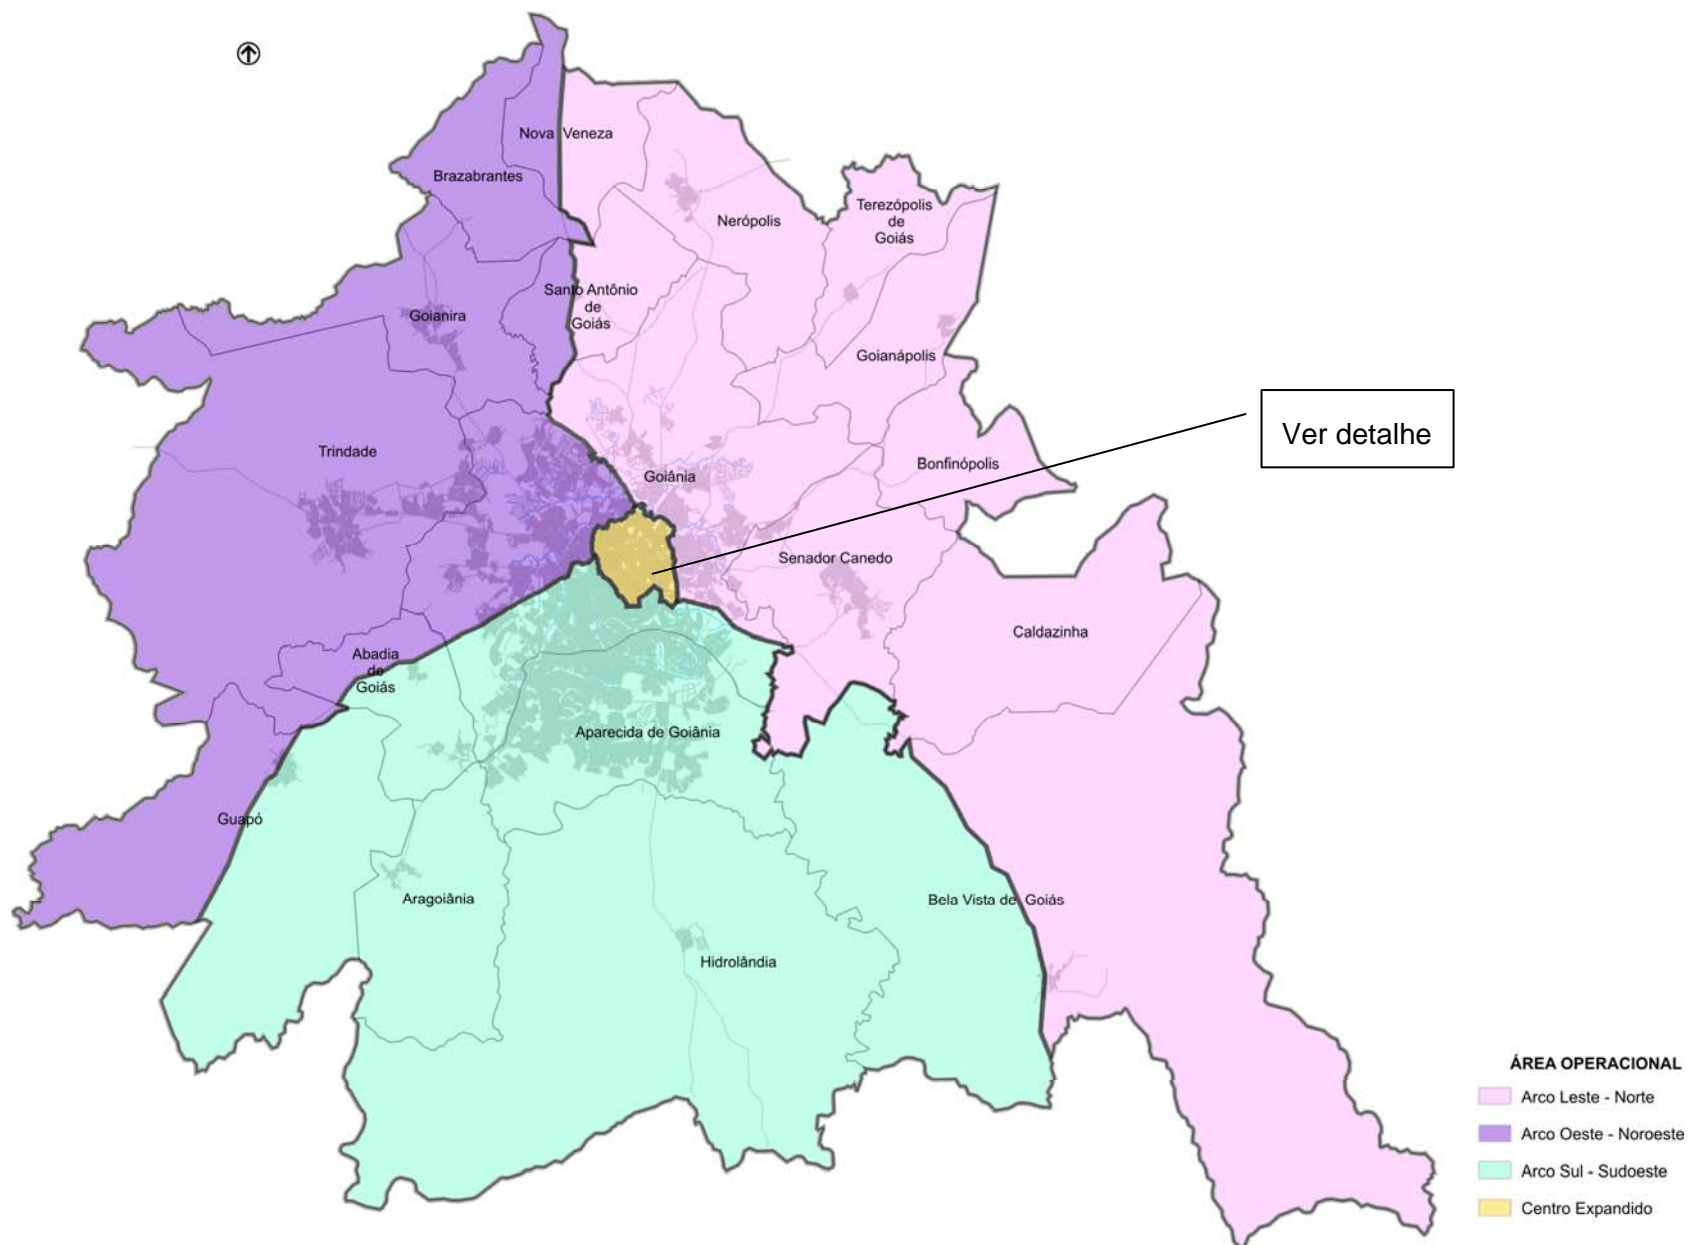 Nova Veneza
Brazabrantes
Nerópolis
Terezópolis
de
Goiás
Santo Antônio
de
Goiás
Goianira
Goianápolis
Trindade
Goiânia
Bonfinópolis
Ver detalhe
Senador Canedo
Caldazinha
Abadia
de
Goiás
Aparecida de Goiânia
Guapó
Aragoiânia
Bela Vista de Goiás
Hidrolândia
ÁREA OPERACIONAL
Arco Leste - Norte
Arco Oeste - Noroeste
Arco Sul - Sudoeste
Centro Expandido